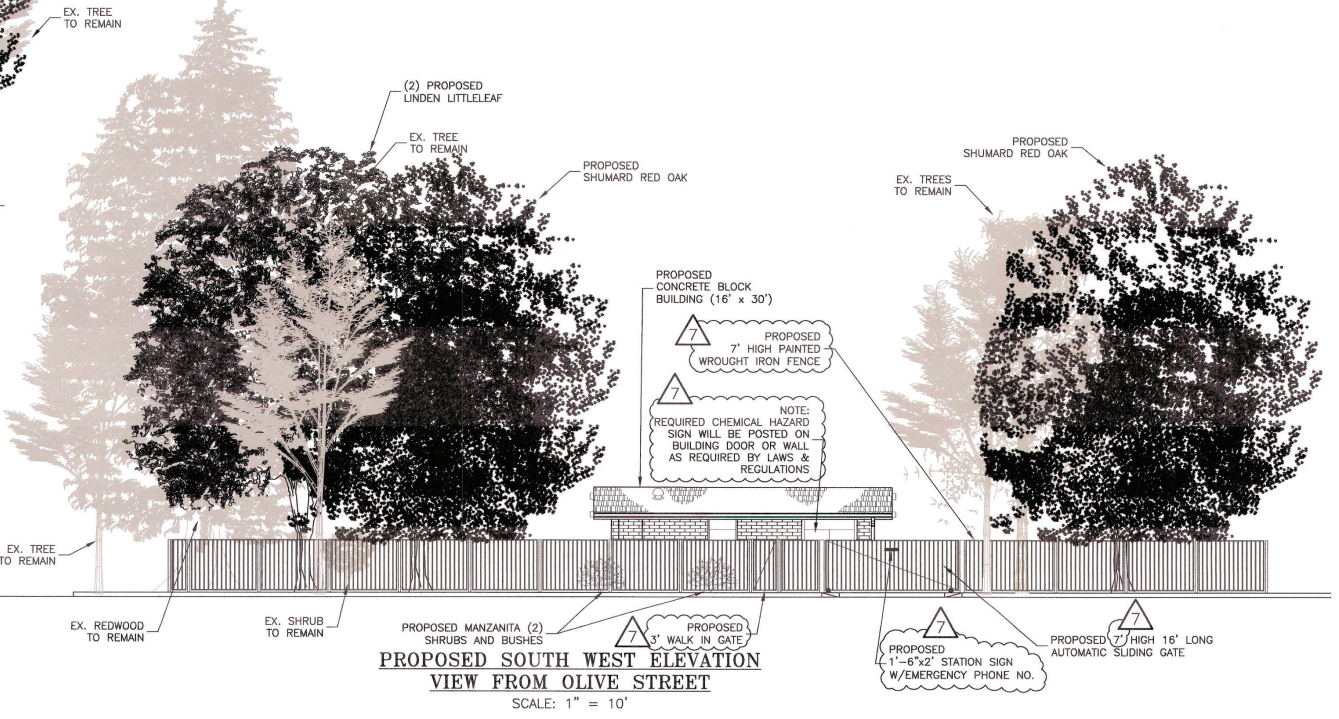 EX. TREE
TO REMAIN
(2) PROPOSED
LINDEN LITTLELEAF
EX. TREE
TO REMAIN
PROPOSED
SHUMARD RED OAK
PROPOSED
SHUMARD RED OAK
EX. TREES
TO REMAIN
PROPOSED
CONCRETE BLOCK
BUILDING (16' x 30')
7
PROPOSED
7' HIGH PAINTED
WROUGHT IRON FENCE
7
NOTE:
REQUIRED CHEMICAL HAZARD
SIGN WILL BE POSTED ON
BUILDING DOOR OR WALL
AS REQUIRED BY LAWS &
REGULATIONS
EX. TREE
TO REMAIN
EX. REDWOOD
TO REMAIN
EX. SHRUB
TO REMAIN
PROPOSED MANZANITA (2)
SHRUBS AND BUSHES
7
PROPOSED
3' WALK IN GATE
7
PROPOSED
1'-6"x2' STATION SIGN
W/EMERGENCY PHONE NO.
7
PROPOSED 7' HIGH 16' LONG
AUTOMATIC SLIDING GATE
PROPOSED SOUTH WEST ELEVATION
VIEW FROM OLIVE STREET
SCALE: 1" = 10'